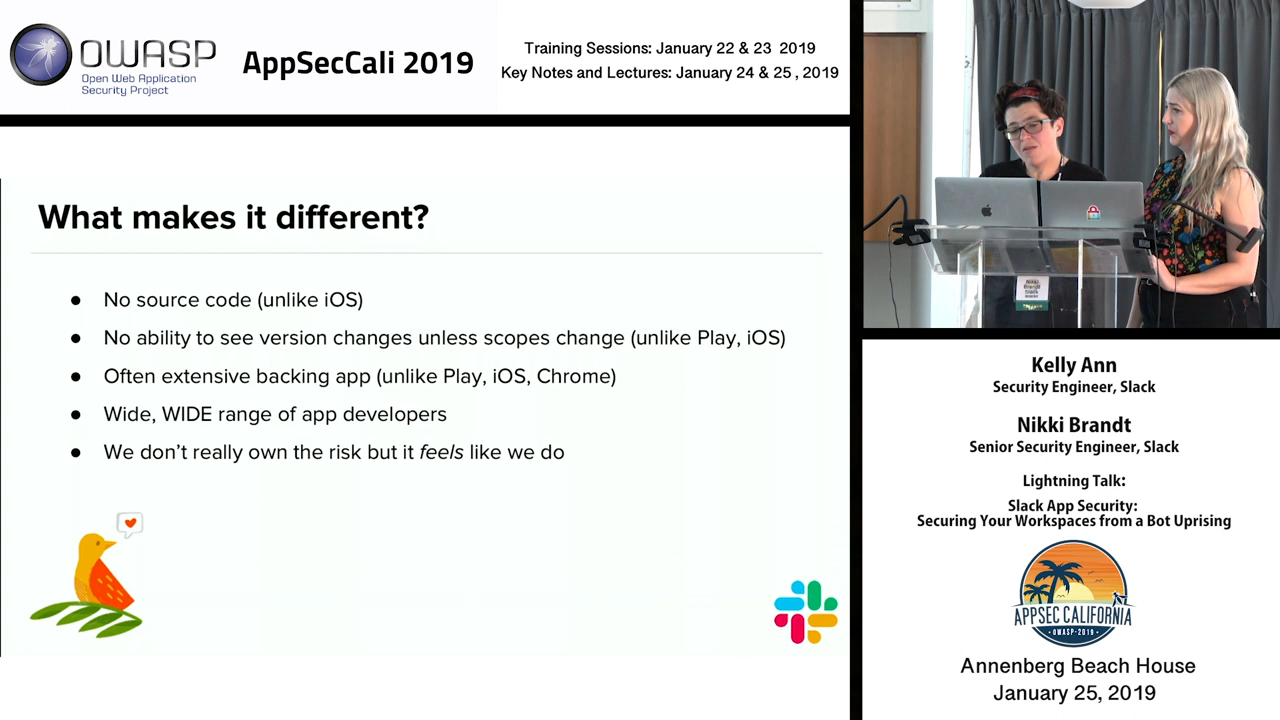 OWASP
Open Web Application
Security Project
AppSecCali 2019
Training Sessions: January 22 & 23 2019
Key Notes and Lectures: January 24 & 25 , 2019
What makes it different?
● No source code (unlike iOS)
● No ability to see version changes unless scopes change (unlike Play, iOS)
● Often extensive backing app (unlike Play, iOS, Chrome)
● Wide, WIDE range of app developers
● We don’t really own the risk but it feels like we do
Nikki
Brandt
Slack
Kelly Ann
Security Engineer, Slack
Nikki Brandt
Senior Security Engineer, Slack
Lightning Talk:
Slack App Security:
Securing Your Workspaces from a Bot Uprising
APPSEC CALIFORNIA
OWASP-2019
Annenberg Beach House
January 25, 2019